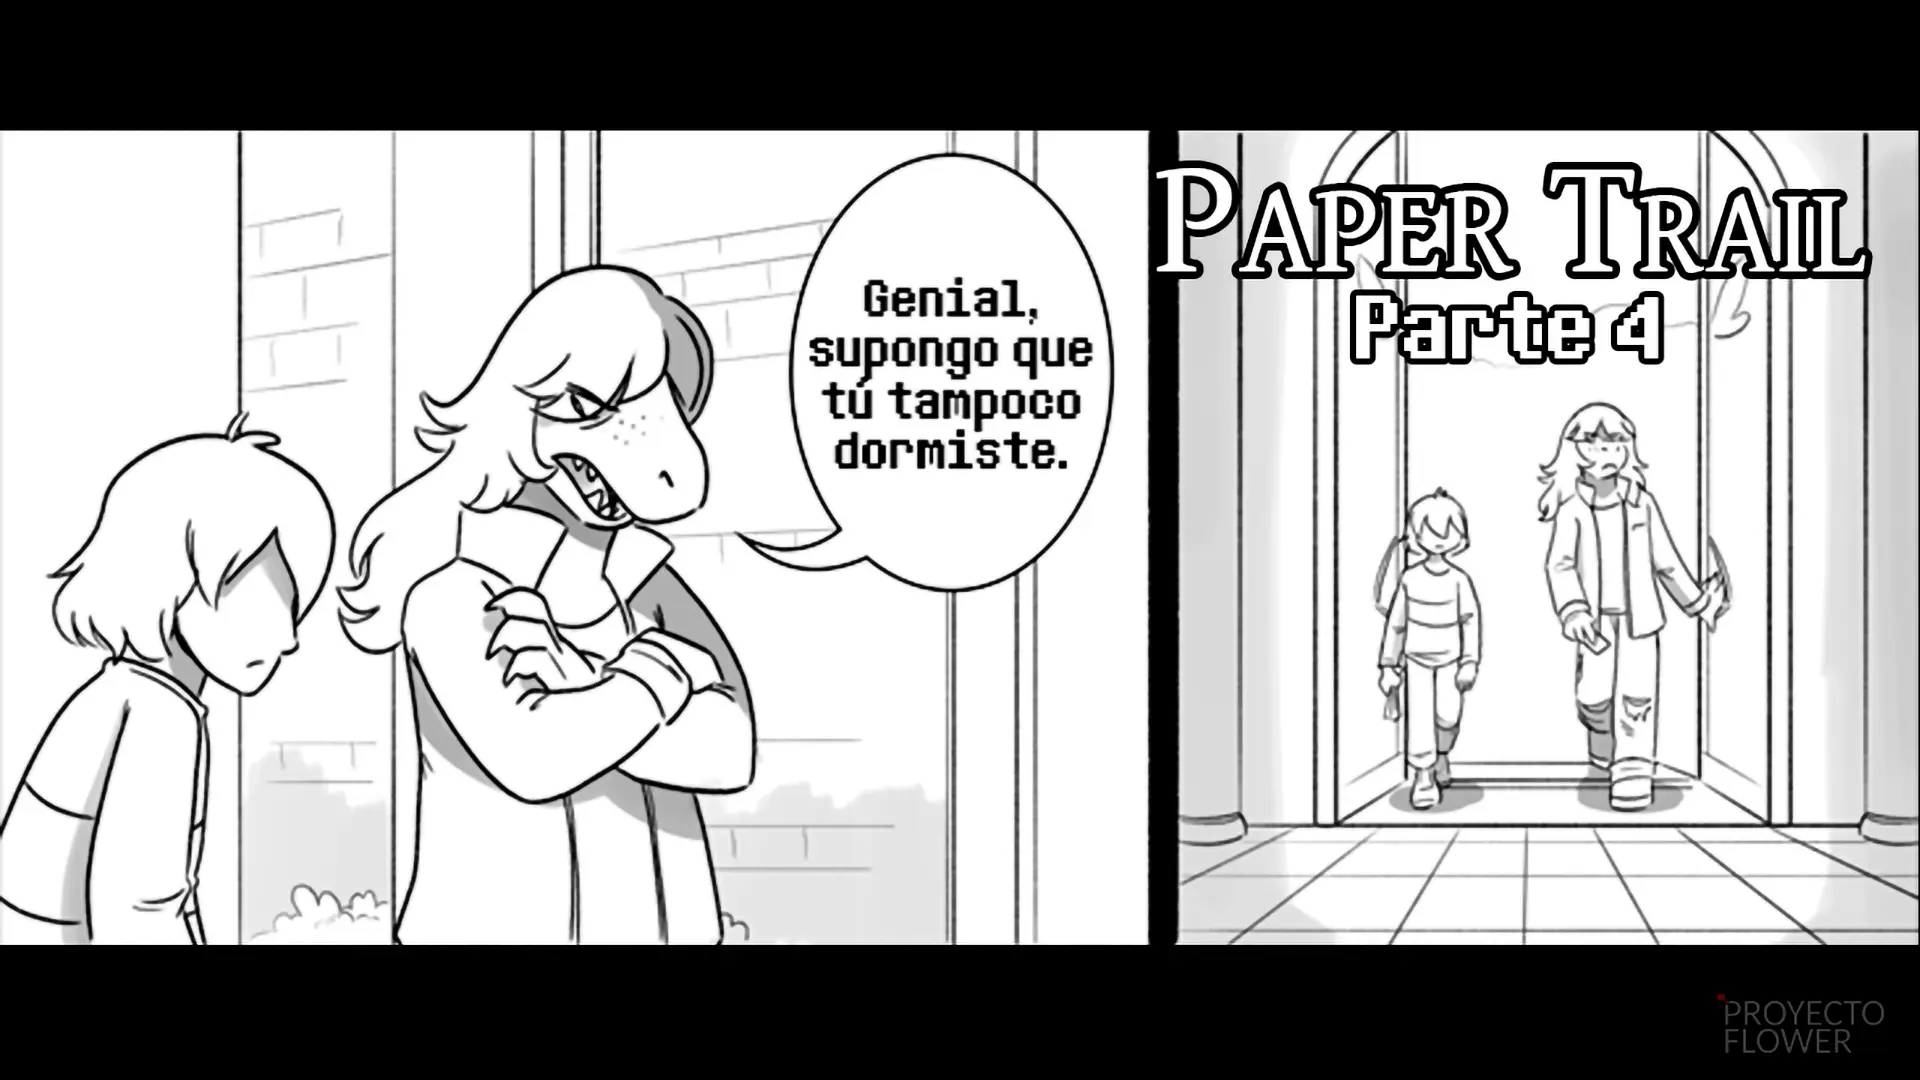 Genial,
supongo que
tú tampoco
dormiste.
PAPER TRAIL
Parte 4
PROYECTO
FLOWER